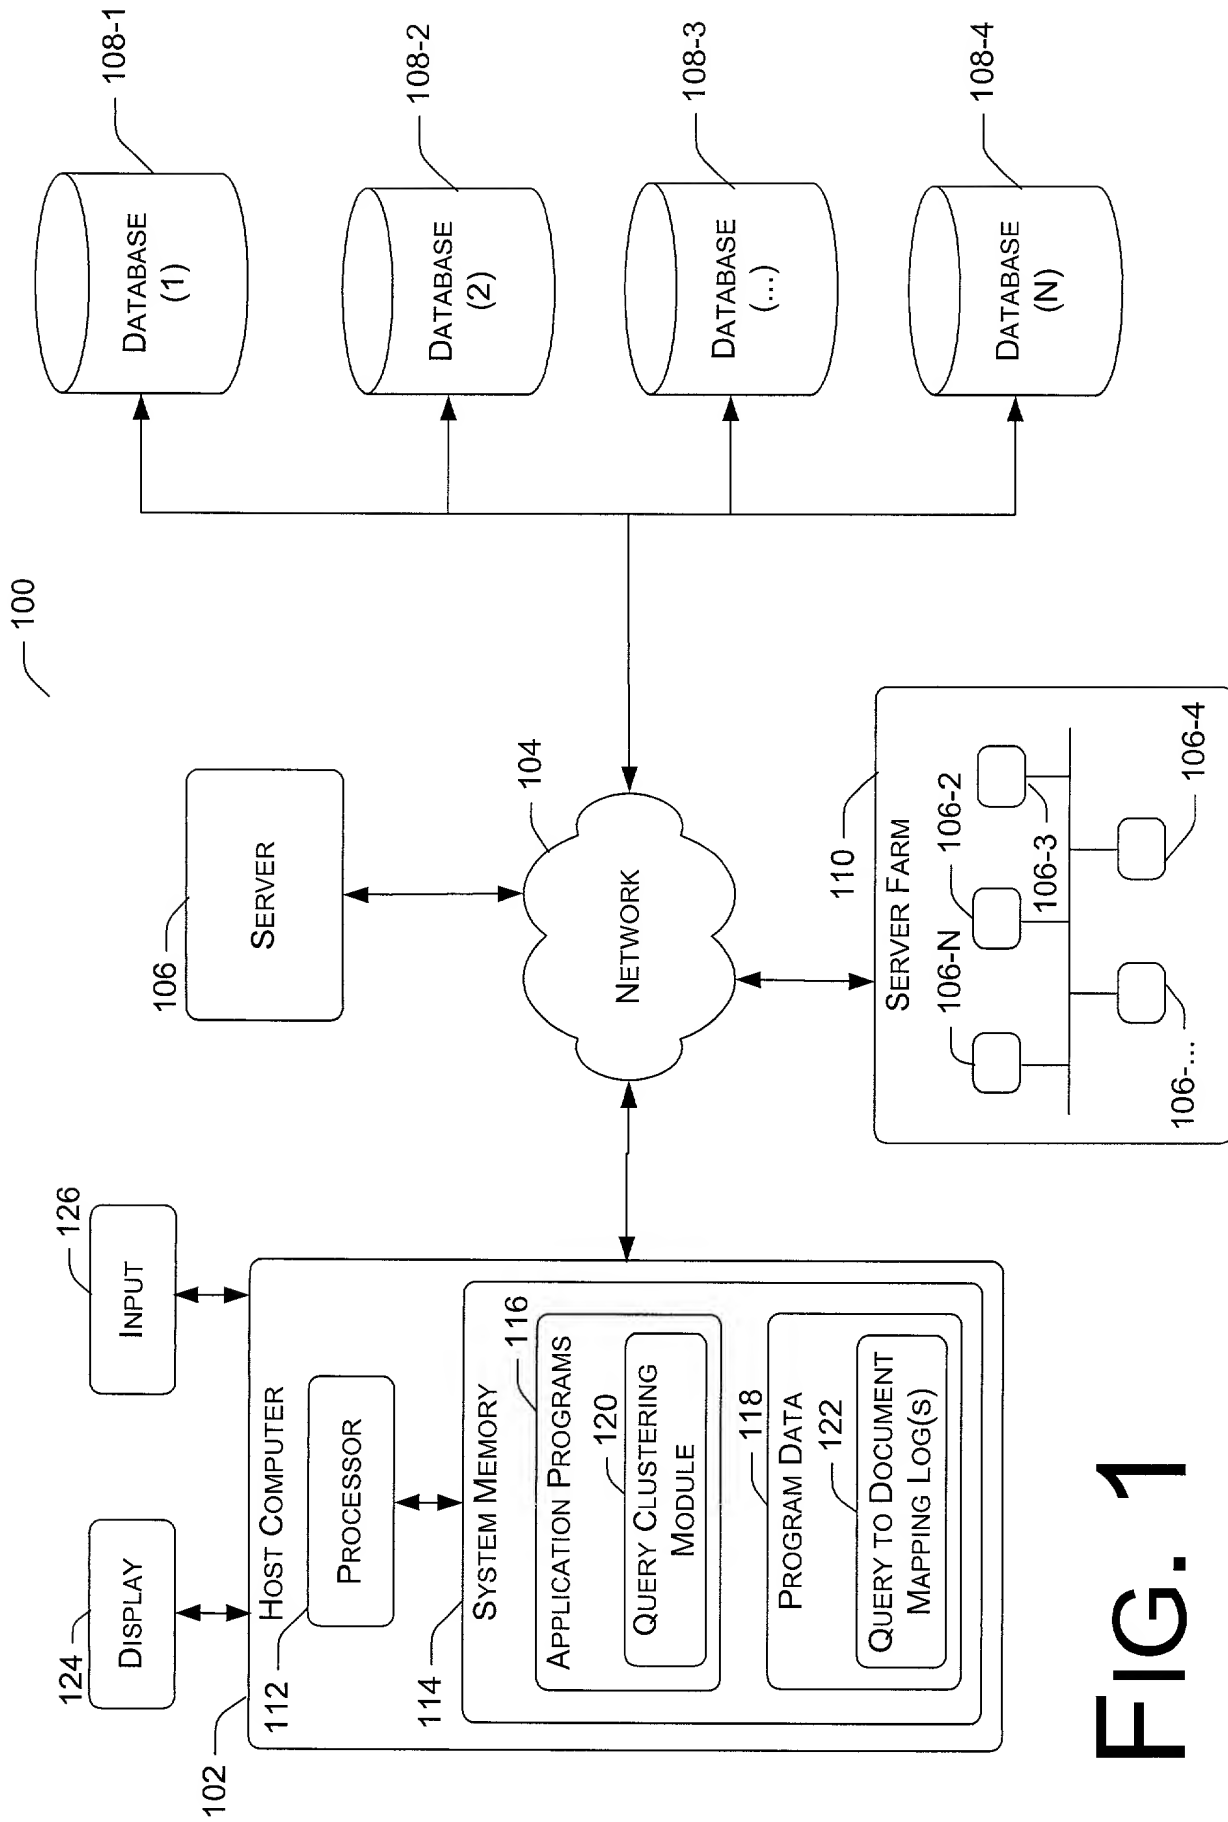 100
DISPLAY
124
INPUT
126
102
HOST COMPUTER
112
PROCESSOR
114
SYSTEM MEMORY
APPLICATION PROGRAMS
116
120
QUERY CLUSTERING
MODULE
PROGRAM DATA
118
122
QUERY TO DOCUMENT
MAPPING LOG(S)
106
SERVER
104
NETWORK
110
SERVER FARM
106-N
106-2
106-3
106-...
106-4
DATABASE
(1)
108-1
DATABASE
(2)
108-2
DATABASE
(...)
108-3
DATABASE
(N)
108-4
FIG. 1